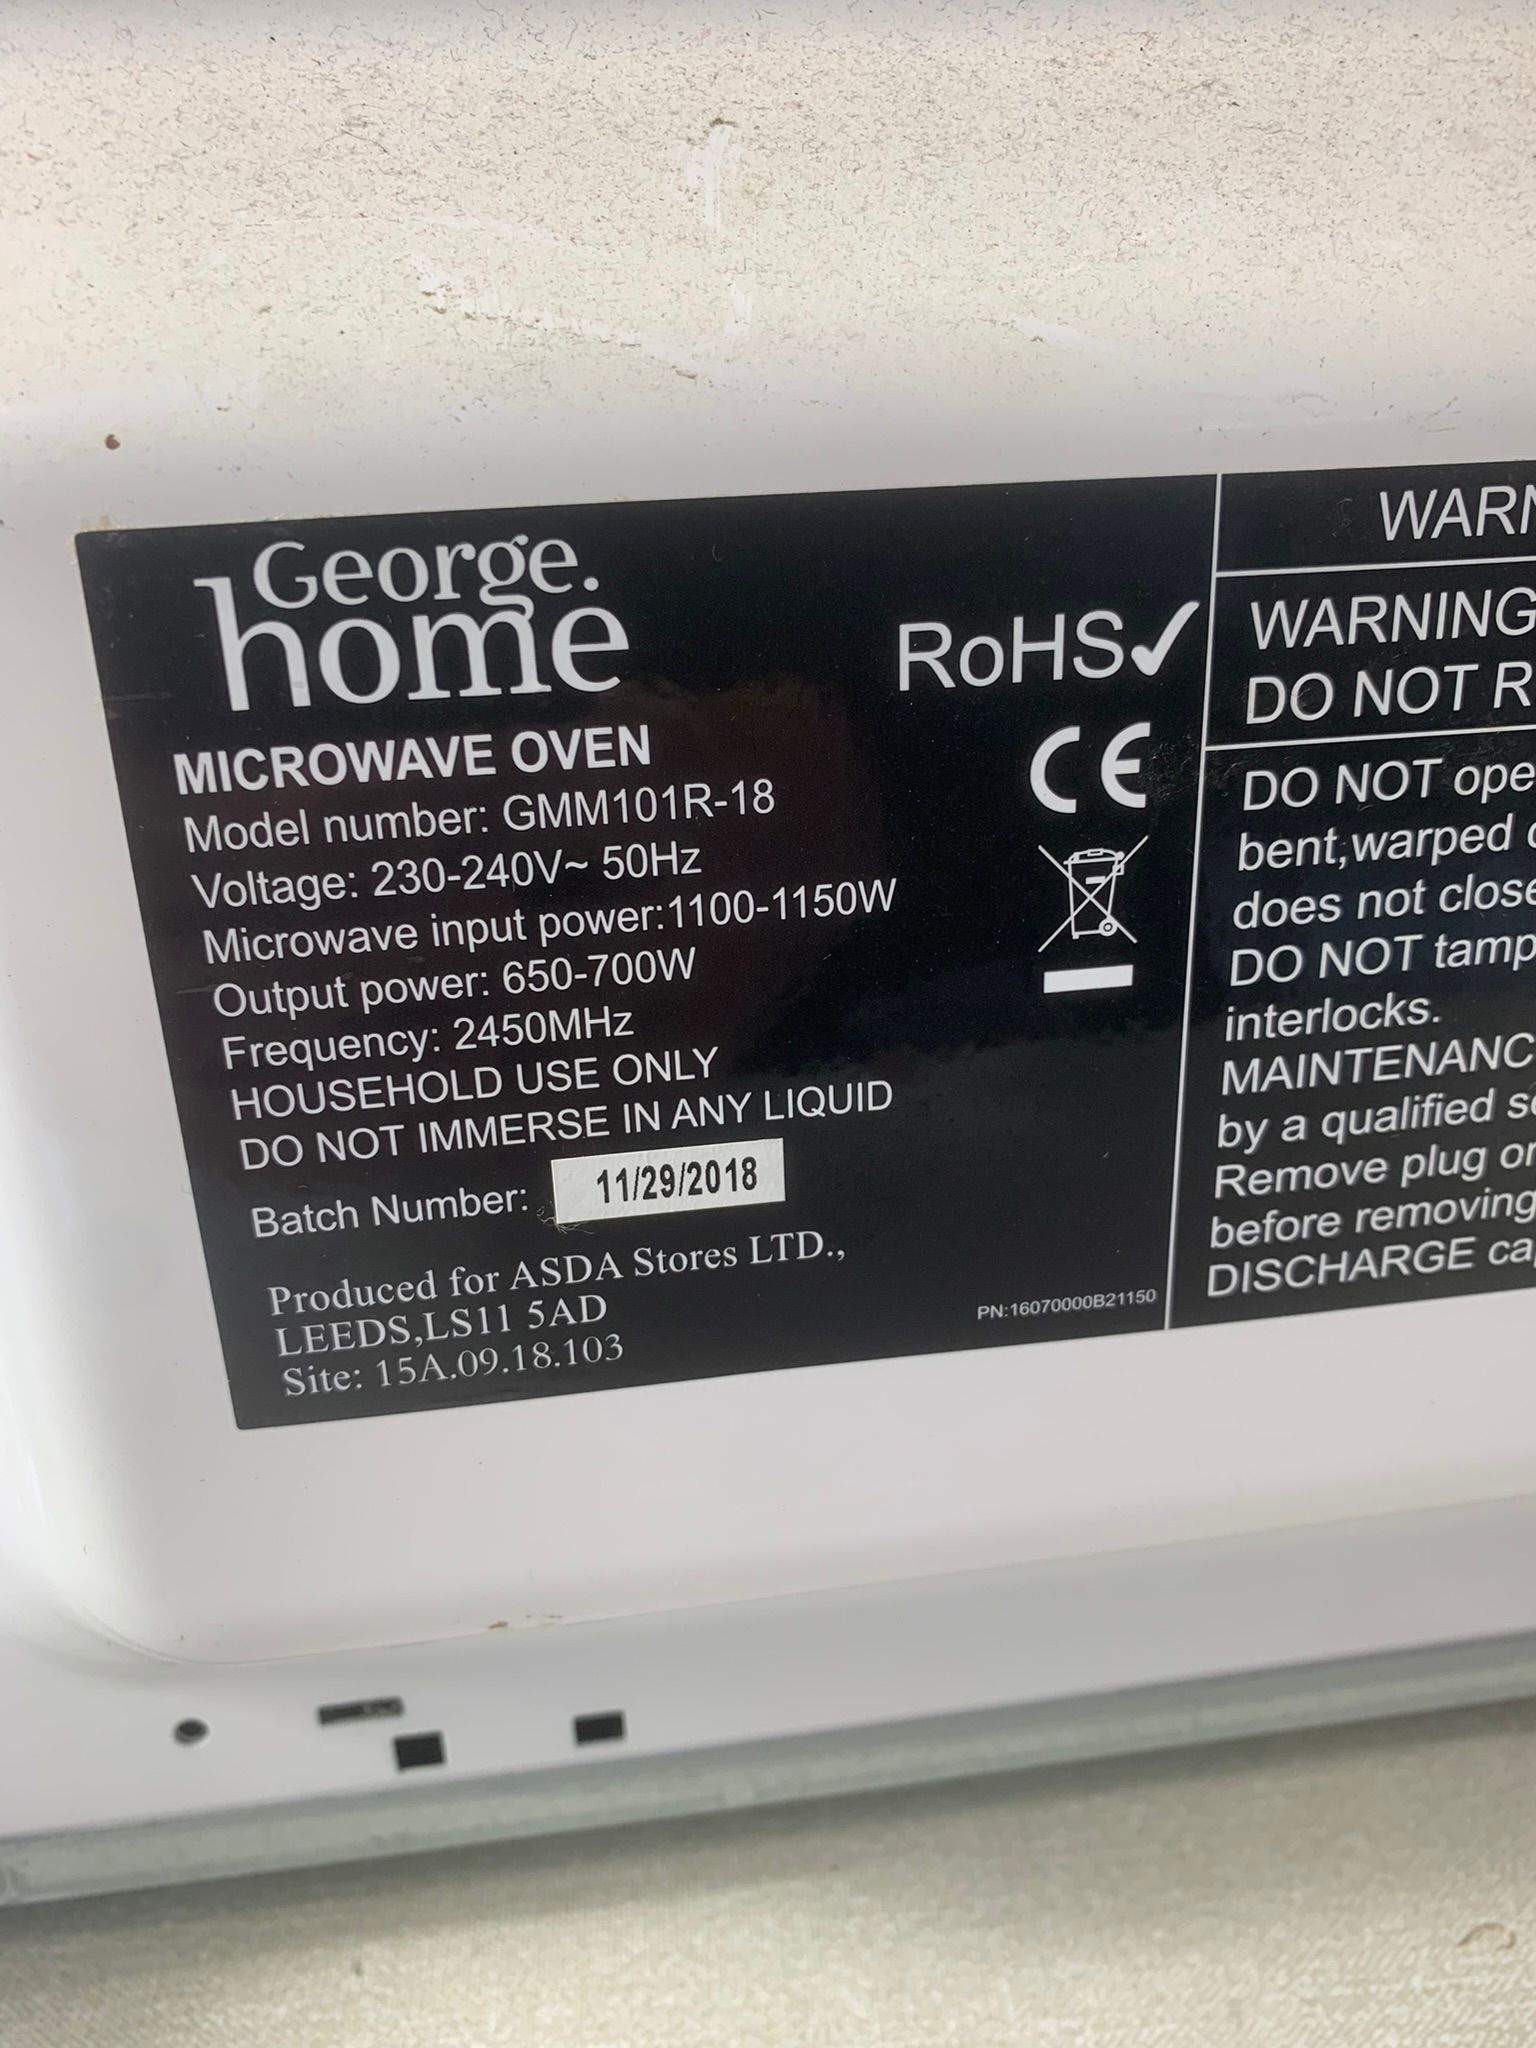 George.
home
RoHS
CE
MICROWAVE OVEN
Model number: GMM101R-18
Voltage: 230-240V~ 50Hz
Microwave input power:1100-1150W
Output power: 650-700W
Frequency: 2450MHz
HOUSEHOLD USE ONLY
DO NOT IMMERSE IN ANY LIQUID
Batch Number: 11/29/2018
Produced for ASDA Stores LTD.,
LEEDS,LS11 5AD
Site: 15A.09.18.103
PN:16070000B21150
WARNING
DO NOT
DO NOT
bent,warped
does not close
DO NOT
interlocks.
by a qualified
Remove plug
before removing
DISCHARGE